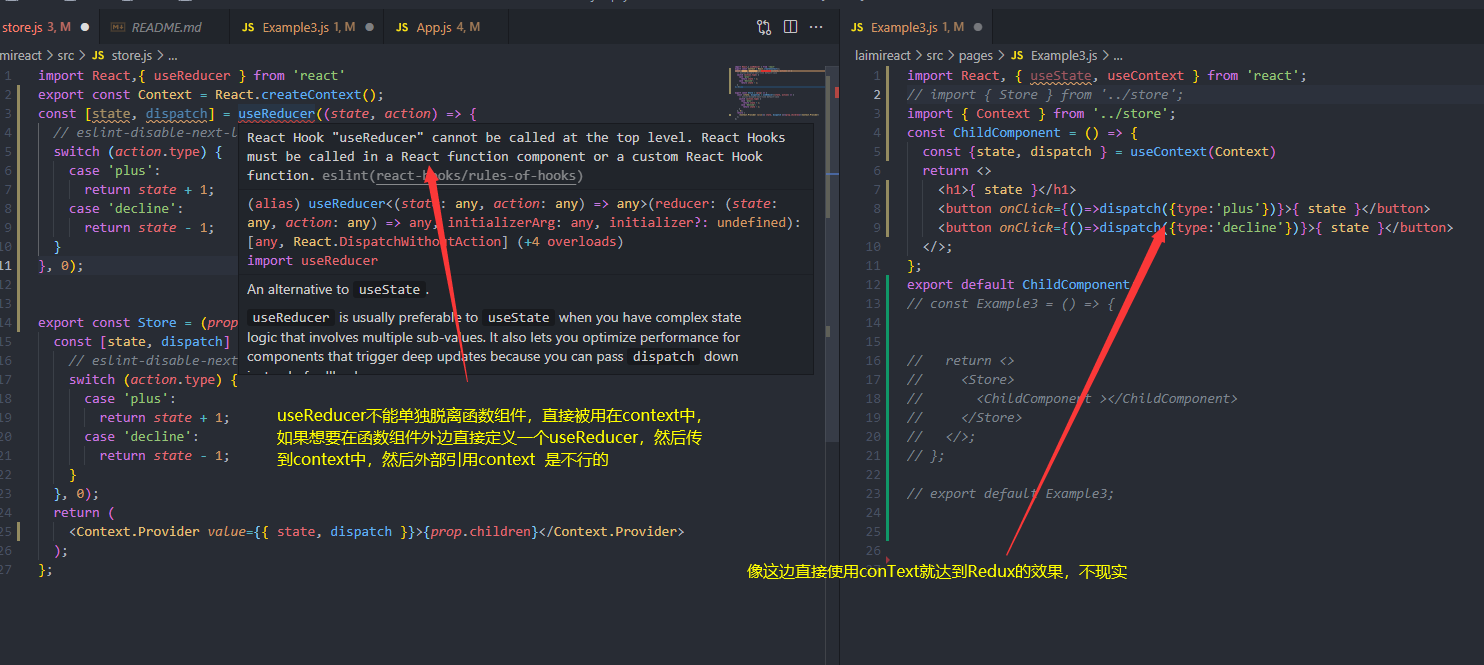 store.js 3, M
README.md
JS Example3.js 1, M
JS App.js 4, M
JS Example3.js 1, M
mireact > src > JS store.js > ...
1 import React,{ useReducer } from 'react'
2 export const Context = React.createContext();
3 const [state, dispatch] = useReducer((state, action) => {
4 // eslint-disable-next-l
5 switch (action.type) {
6 case 'plus':
7 return state + 1;
8 case 'decline':
9 return state - 1;
10 }
11 }, 0);
12
13
14 export const Store = (prop
15 const [state, dispatch]
16 // eslint-disable-next
17 switch (action.type) {
18 case 'plus':
19 return state + 1;
20 case 'decline':
21 return state - 1;
22 }
23 }, 0);
24 return (
25 <Context.Provider value={{ state, dispatch }}>{prop.children}</Context.Provider>
26 );
27 };
React Hook "useReducer" cannot be called at the top level. React Hooks
must be called in a React function component or a custom React Hook
function. eslint(react-hooks/rules-of-hooks)
(alias) useReducer<(state: any, action: any) => any>(reducer: (state:
any, action: any) => any, initializerArg: any, initializer?: undefined):
[any, React.DispatchWithoutAction] (+4 overloads)
import useReducer
An alternative to useState.
useReducer is usually preferable to useState when you have complex state
logic that involves multiple sub-values. It also lets you optimize performance for
components that trigger deep updates because you can pass dispatch down
useReducer不能单独脱离函数组件，直接被用在context中，
如果想要在函数组件外边直接定义一个useReducer，然后传
到context中，然后外部引用context 是不行的
laimireact > src > pages > JS Example3.js > ...
1 import React, { useState, useContext } from 'react';
2 // import { Store } from '../store';
3 import { Context } from '../store';
4 const ChildComponent = () => {
5 const {state, dispatch } = useContext(Context)
6 return <>
7 <h1>{ state }</h1>
8 <button onClick={()=>dispatch({type:'plus'})}>{ state }</button>
9 <button onClick={()=>dispatch({type:'decline'})}>{ state }</button>
10 </>;
11 };
12 export default ChildComponent
13 // const Example3 = () => {
14
15
16 // return <>
17 // <Store>
18 // <ChildComponent ></ChildComponent>
19 // </Store>
20 // </>;
21 // };
22
23 // export default Example3;
24
25
26
像这边直接使用conText就达到Redux的效果，不现实